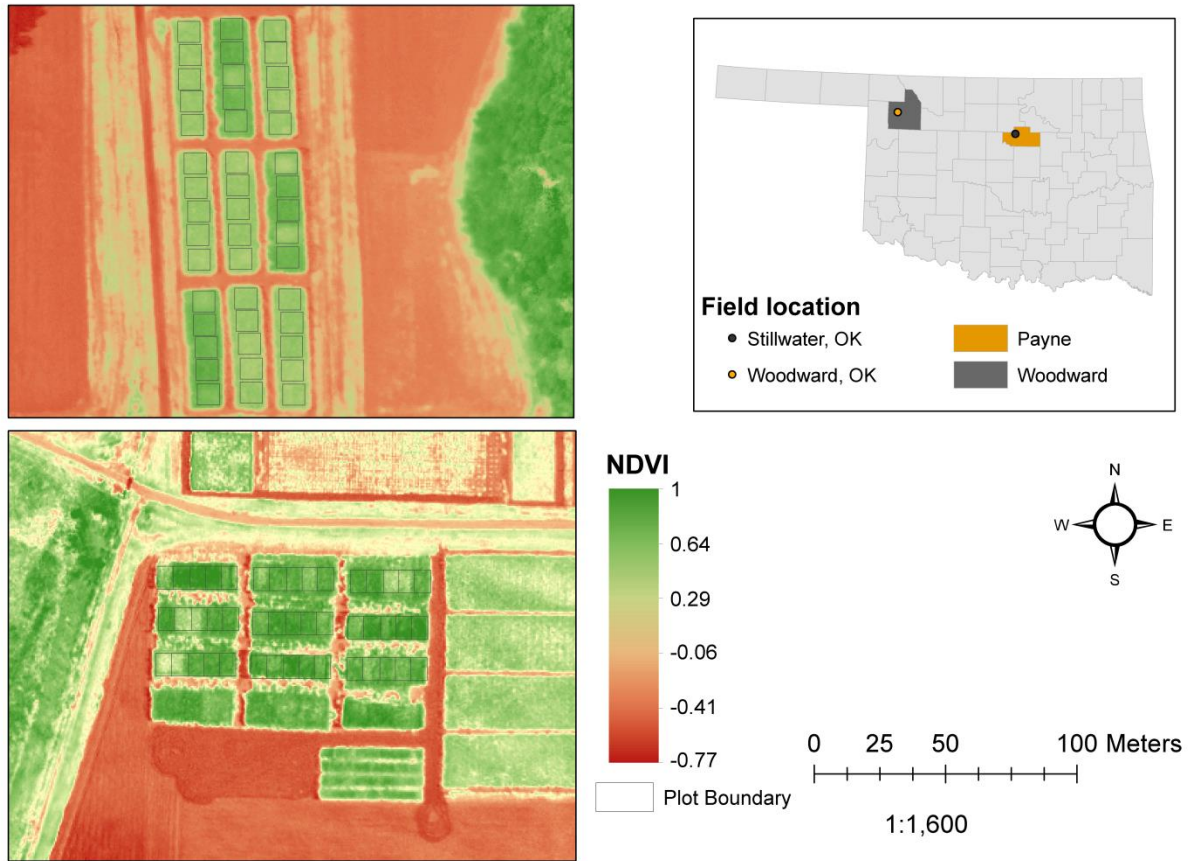 Field location
Stillwater, OK
Payne
Woodward, OK
Woodward
NDVI
1
0.64
0.29
-0.06
-0.41
-0.77
Plot Boundary
N
W E
S
0 25 50 100 Meters
1:1,600